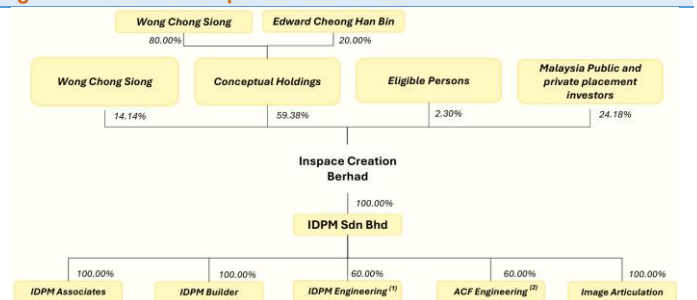 Wong Chong Siong
Edward Cheong Han Bin
80.00%
20.00%
Wong Chong Siong
Conceptual Holdings
Eligible Persons
Malaysia Public and
private placement
investors
14.14%
59.38%
2.30%
24.18%
Inspace Creation
Berhad
100.00%
IDPM Sdn Bhd
100.00%
100.00%
60.00%
60.00%
100.00%
IDPM Associates
IDPM Builder
IDPM Engineering (1)
ACF Engineering (2)
Image Articulation